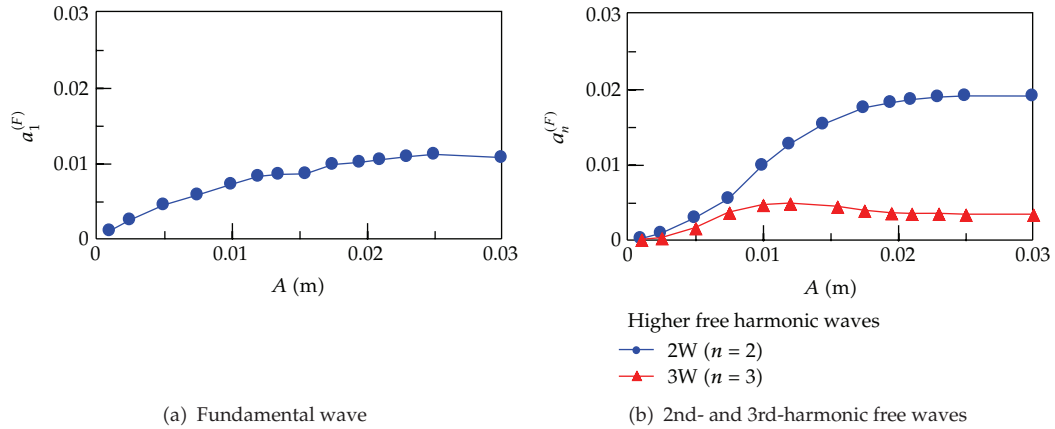 0.03
0.02
0.01
0
a₁⁽ᶠ⁾
0 0.01 0.02 0.03
A (m)
(a) Fundamental wave
0.03
0.02
0.01
0
aₙ⁽ᶠ⁾
0 0.01 0.02 0.03
A (m)
Higher free harmonic waves
2W (n = 2)
3W (n = 3)
(b) 2nd- and 3rd-harmonic free waves